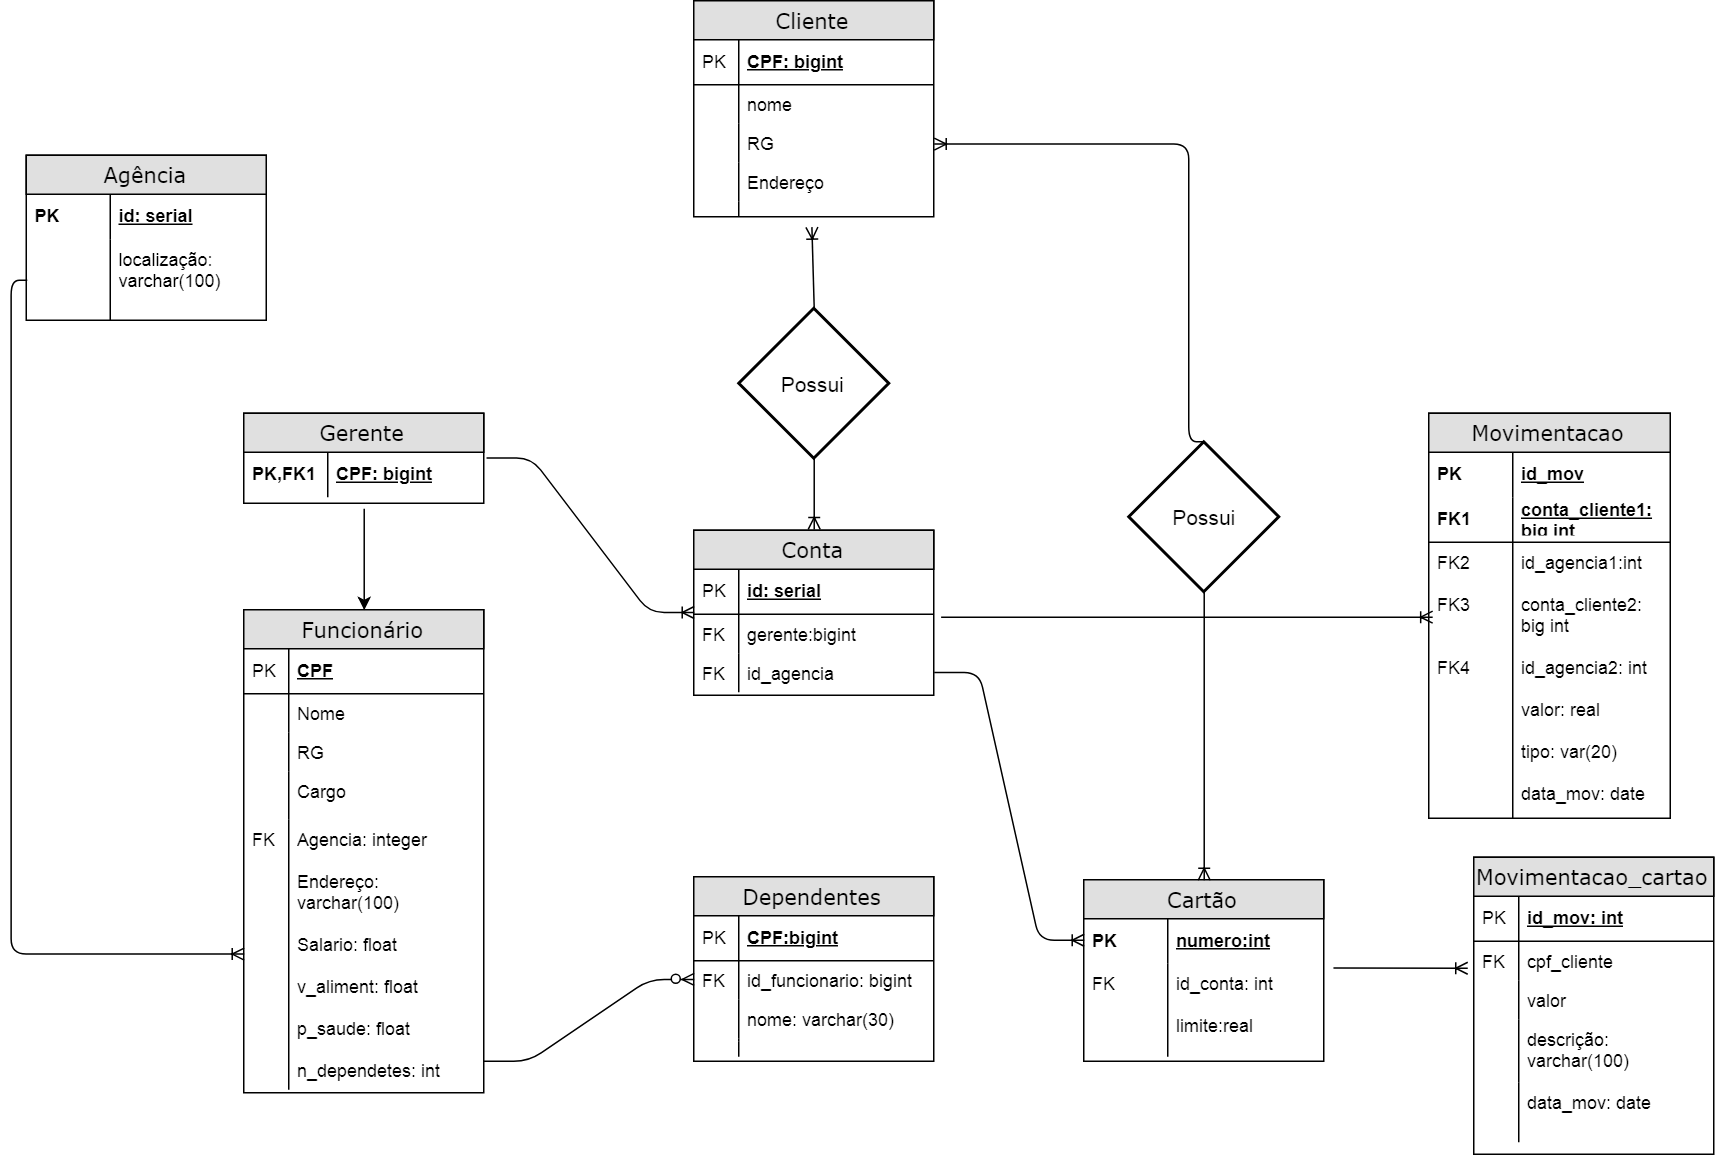 Cliente
PK CPF: bigint
nome
RG
Endereço
Agência
PK id: serial
localização:
varchar(100)
Possui
Gerente
PK,FK1 CPF: bigint
Possui
Movimentacao
PK id_mov
FK1 conta_cliente1:
big int
FK2 id_agencia1:int
FK3 conta_cliente2:
big int
FK4 id_agencia2: int
valor: real
tipo: var(20)
data_mov: date
Conta
PK id: serial
FK gerente:bigint
FK id_agencia
Funcionário
PK CPF
Nome
RG
Cargo
FK Agencia: integer
Endereço:
varchar(100)
Salario: float
v_aliment: float
p_saude: float
n_dependetes: int
Dependentes
PK CPF:bigint
FK id_funcionario: bigint
nome: varchar(30)
Cartão
PK numero:int
FK id_conta: int
limite:real
Movimentacao_cartao
PK id_mov: int
FK cpf_cliente
valor
descrição:
varchar(100)
data_mov: date